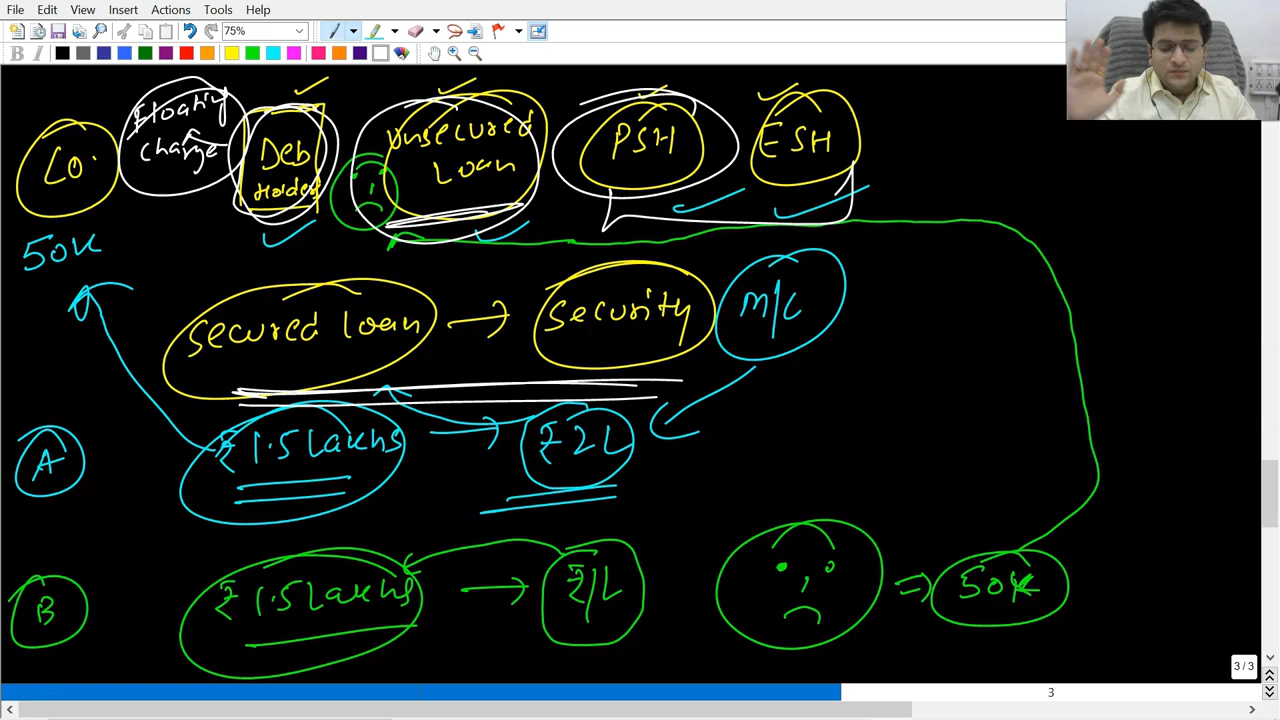 File Edit View Insert Actions Tools Help
75%
B I
Co.
Floating
charge
Deb
Holder
Unsecured
Loan
PSH
ESH
50K
Secured loan → Security
M/C
A ₹1.5 Lakhs → ₹2L
B ₹1.5 Lakhs → ₹1L ⇒ 50K
3 / 3
3